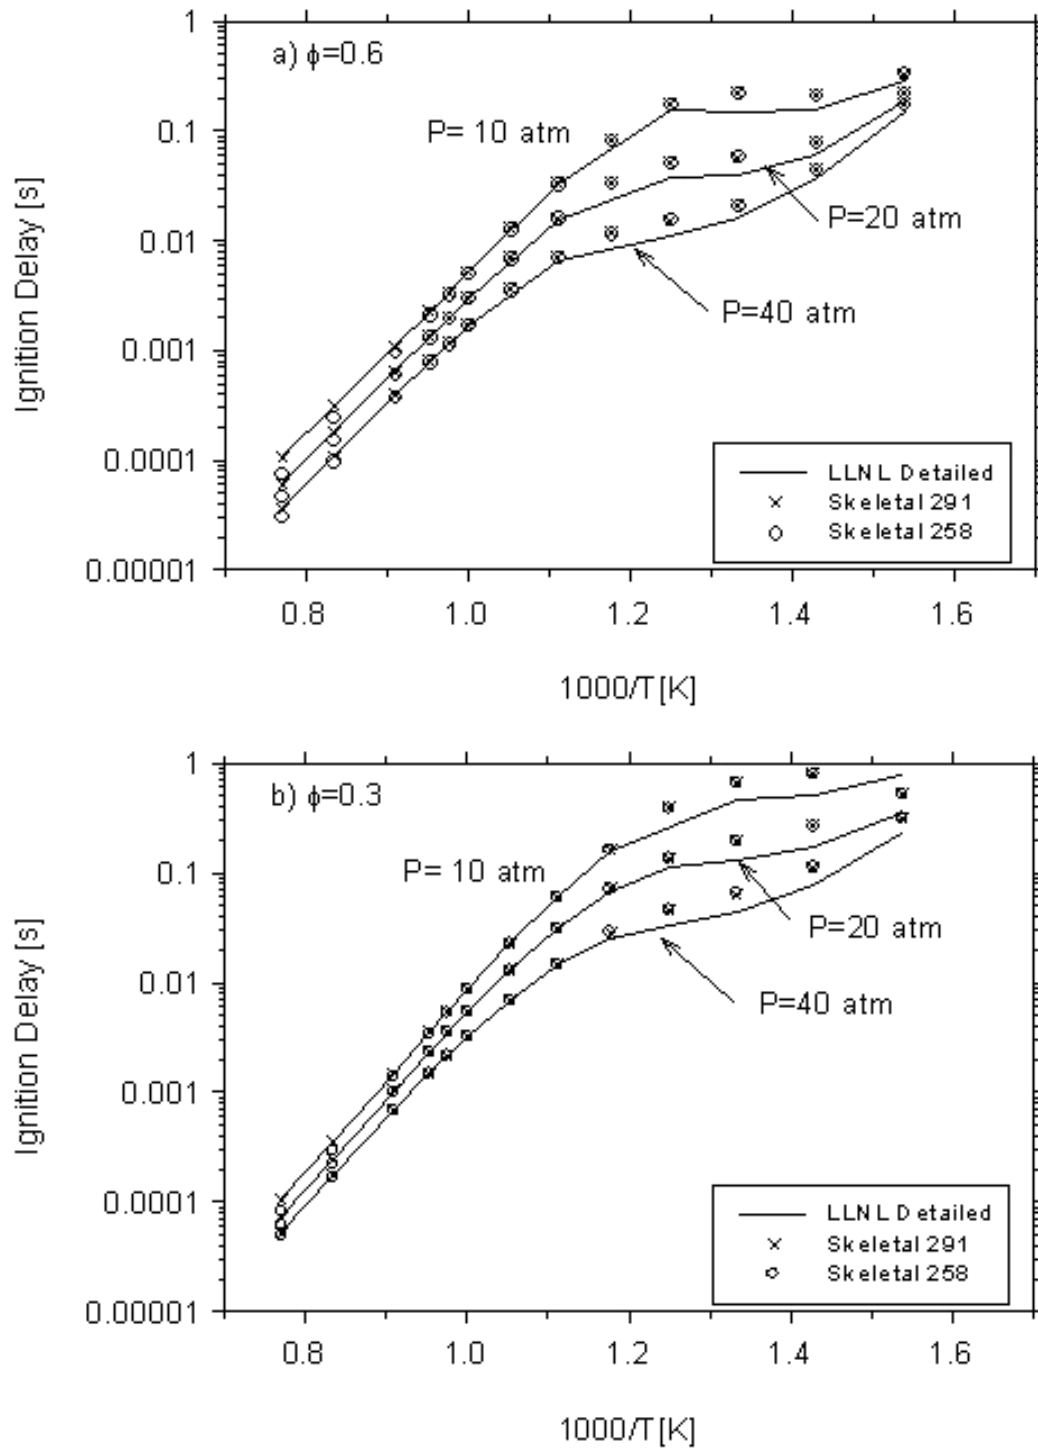 1
a) ϕ=0.6
P= 10 atm
0.1
P=20 atm
0.01
P=40 atm
0.001
0.0001
0.00001
Ignition Delay [s]
LLNL Detailed
Skeletal 291
Skeletal 258
0.8 1.0 1.2 1.4 1.6
1000/T[K]
1
b) ϕ=0.3
P= 10 atm
0.1
P=20 atm
0.01
P=40 atm
0.001
0.0001
0.00001
Ignition Delay [s]
LLNL Detailed
Skeletal 291
Skeletal 258
0.8 1.0 1.2 1.4 1.6
1000/T[K]